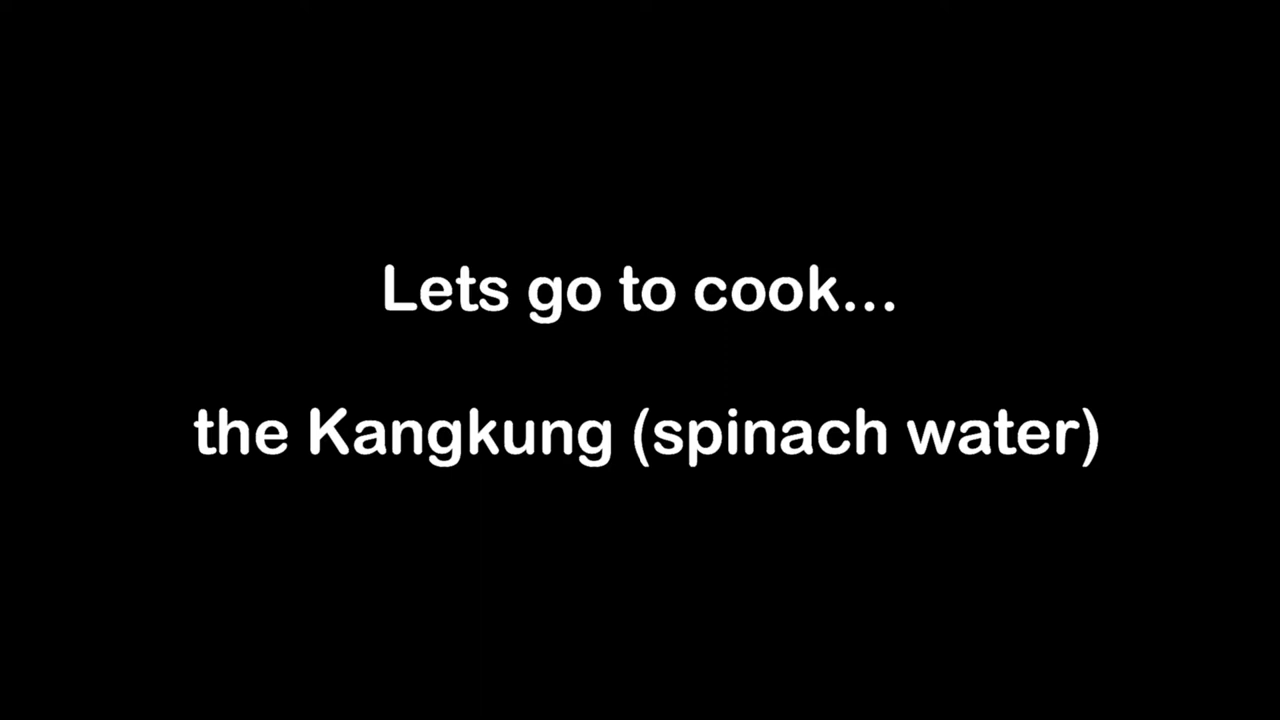 Lets go to cook...
the Kangkung (spinach water)